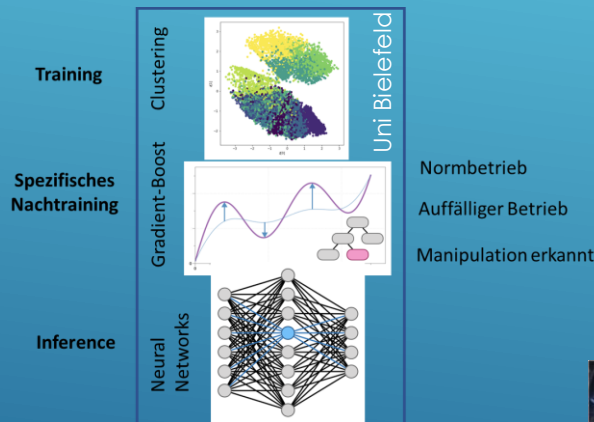 Training
Clustering
Uni Bielefeld
Spezifisches
Nachtraining
Gradient-Boost
Normbetrieb
Auffälliger Betrieb
Manipulation erkannt
Inference
Neural
Networks